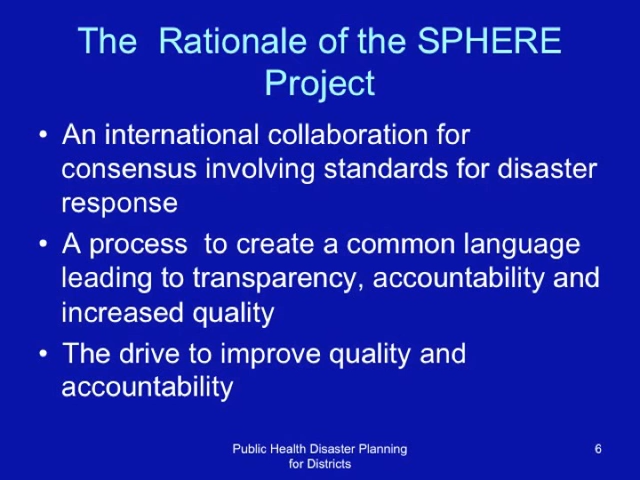 The  Rationale of the SPHERE
Project
• An international collaboration for
consensus involving standards for disaster
response
• A process  to create a common language
leading to transparency, accountability and
increased quality
• The drive to improve quality and
accountability
Public Health Disaster Planning
for Districts
6